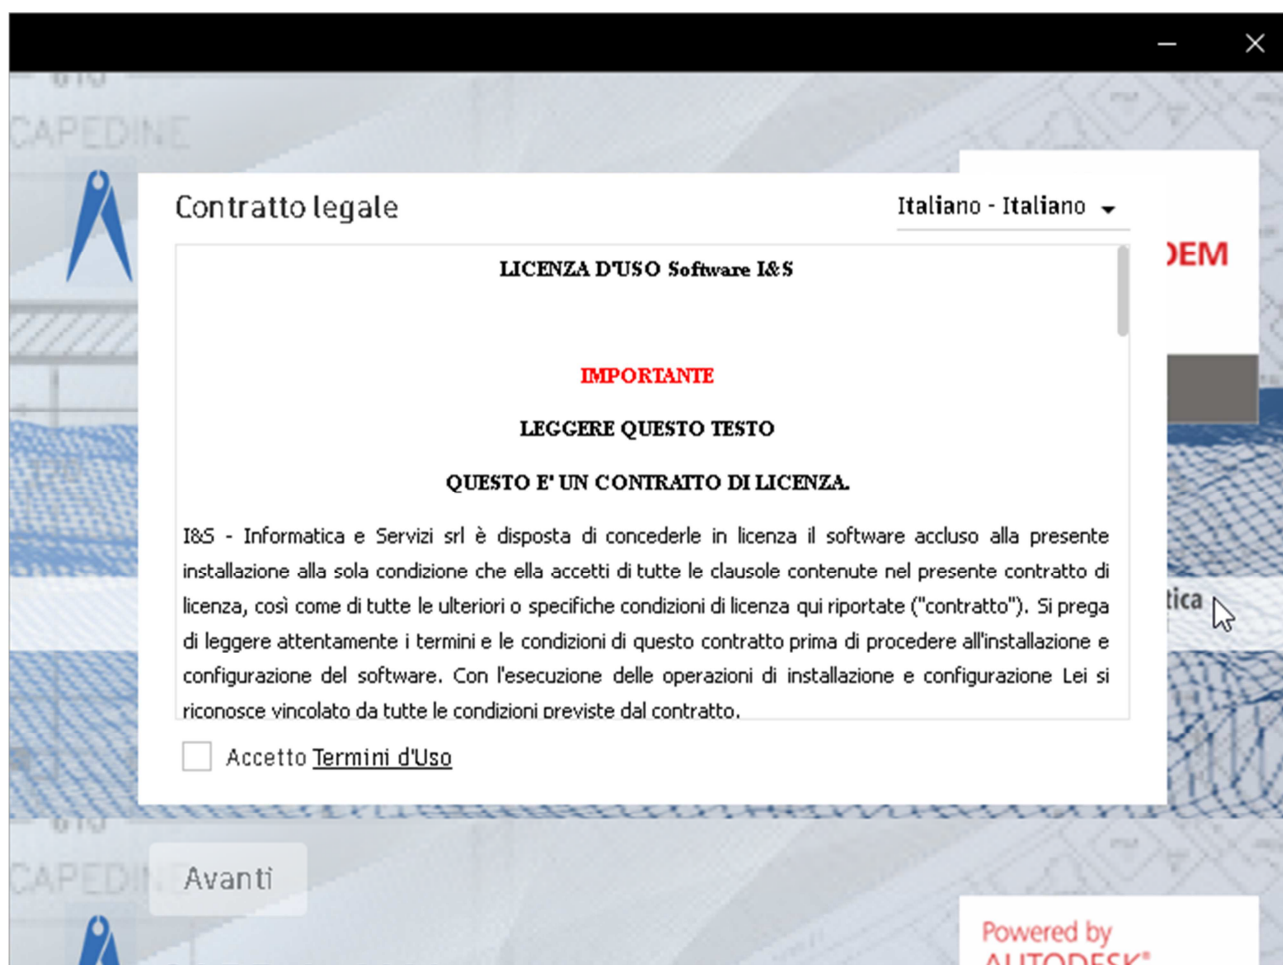 CAPEDINE
Contratto legale
Italiano - Italiano
DEM
LICENZA D'USO Software I&S
IMPORTANTE
LEGGERE QUESTO TESTO
QUESTO E' UN CONTRATTO DI LICENZA.
I&S - Informatica e Servizi srl è disposta di concederle in licenza il software accluso alla presente
installazione alla sola condizione che ella accetti di tutte le clausole contenute nel presente contratto di
licenza, così come di tutte le ulteriori o specifiche condizioni di licenza qui riportate ("contratto"). Si prega
di leggere attentamente i termini e le condizioni di questo contratto prima di procedere all'installazione e
configurazione del software. Con l'esecuzione delle operazioni di installazione e configurazione Lei si
riconosce vincolato da tutte le condizioni previste dal contratto.
tica
Accetto Termini d'Uso
CAPEDIN
Avanti
Powered by
AUTODESK®